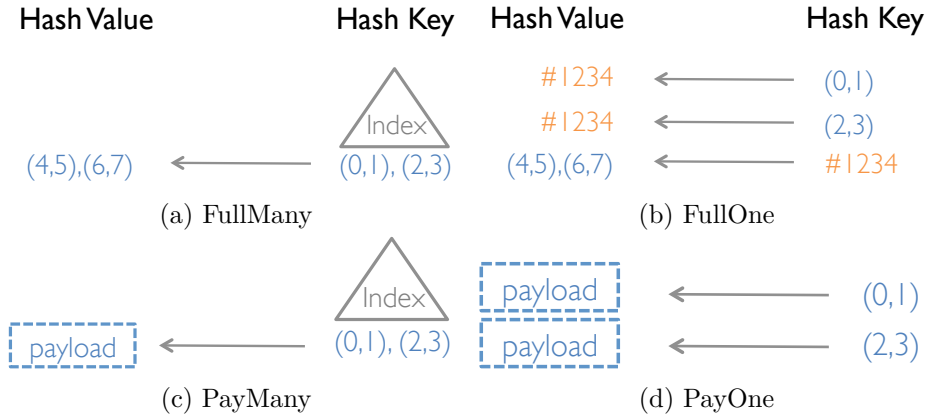 Hash Value Hash Key Hash Value Hash Key
#1234 (0,1)
Index #1234 (2,3)
(4,5),(6,7) (0,1), (2,3) (4,5),(6,7) #1234
(a) FullMany (b) FullOne
Index payload (0,1)
payload (0,1), (2,3) payload (2,3)
(c) PayMany (d) PayOne